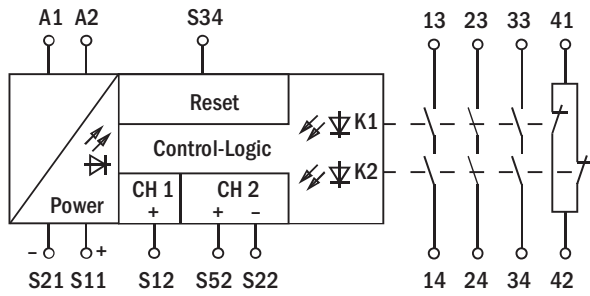 A1 A2 S34 13 23 33 41
Reset
K1
Control-Logic
K2
CH 1 CH 2
Power + + –
– +
S21 S11 S12 S52 S22 14 24 34 42